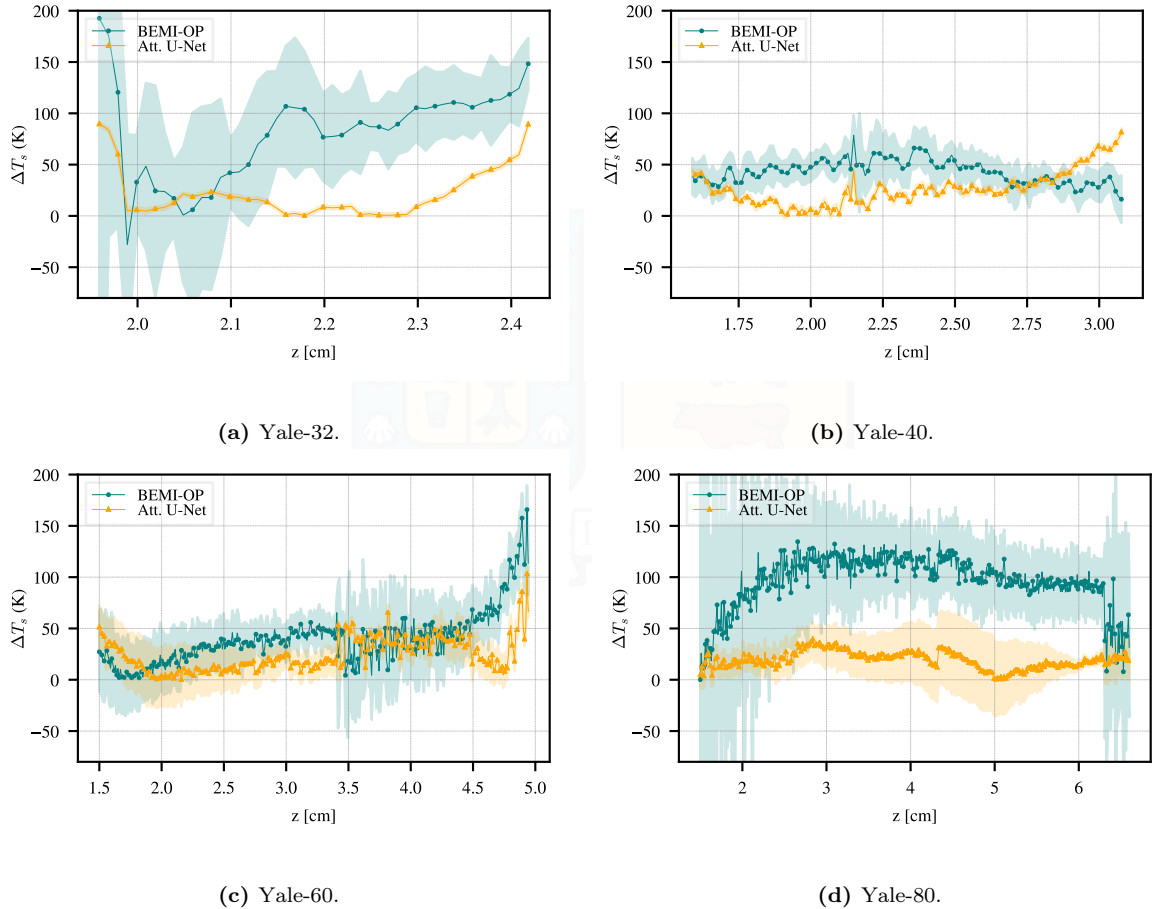 200
150
100
50
0
−50
ΔTₛ (K)
BEMI-OP
Att. U-Net
2.0 2.1 2.2 2.3 2.4
z [cm]
(a) Yale-32.
200
150
100
50
0
−50
ΔTₛ (K)
BEMI-OP
Att. U-Net
1.75 2.00 2.25 2.50 2.75 3.00
z [cm]
(b) Yale-40.
200
150
100
50
0
−50
ΔTₛ (K)
BEMI-OP
Att. U-Net
1.5 2.0 2.5 3.0 3.5 4.0 4.5 5.0
z [cm]
(c) Yale-60.
200
150
100
50
0
−50
ΔTₛ (K)
BEMI-OP
Att. U-Net
2 3 4 5 6
z [cm]
(d) Yale-80.